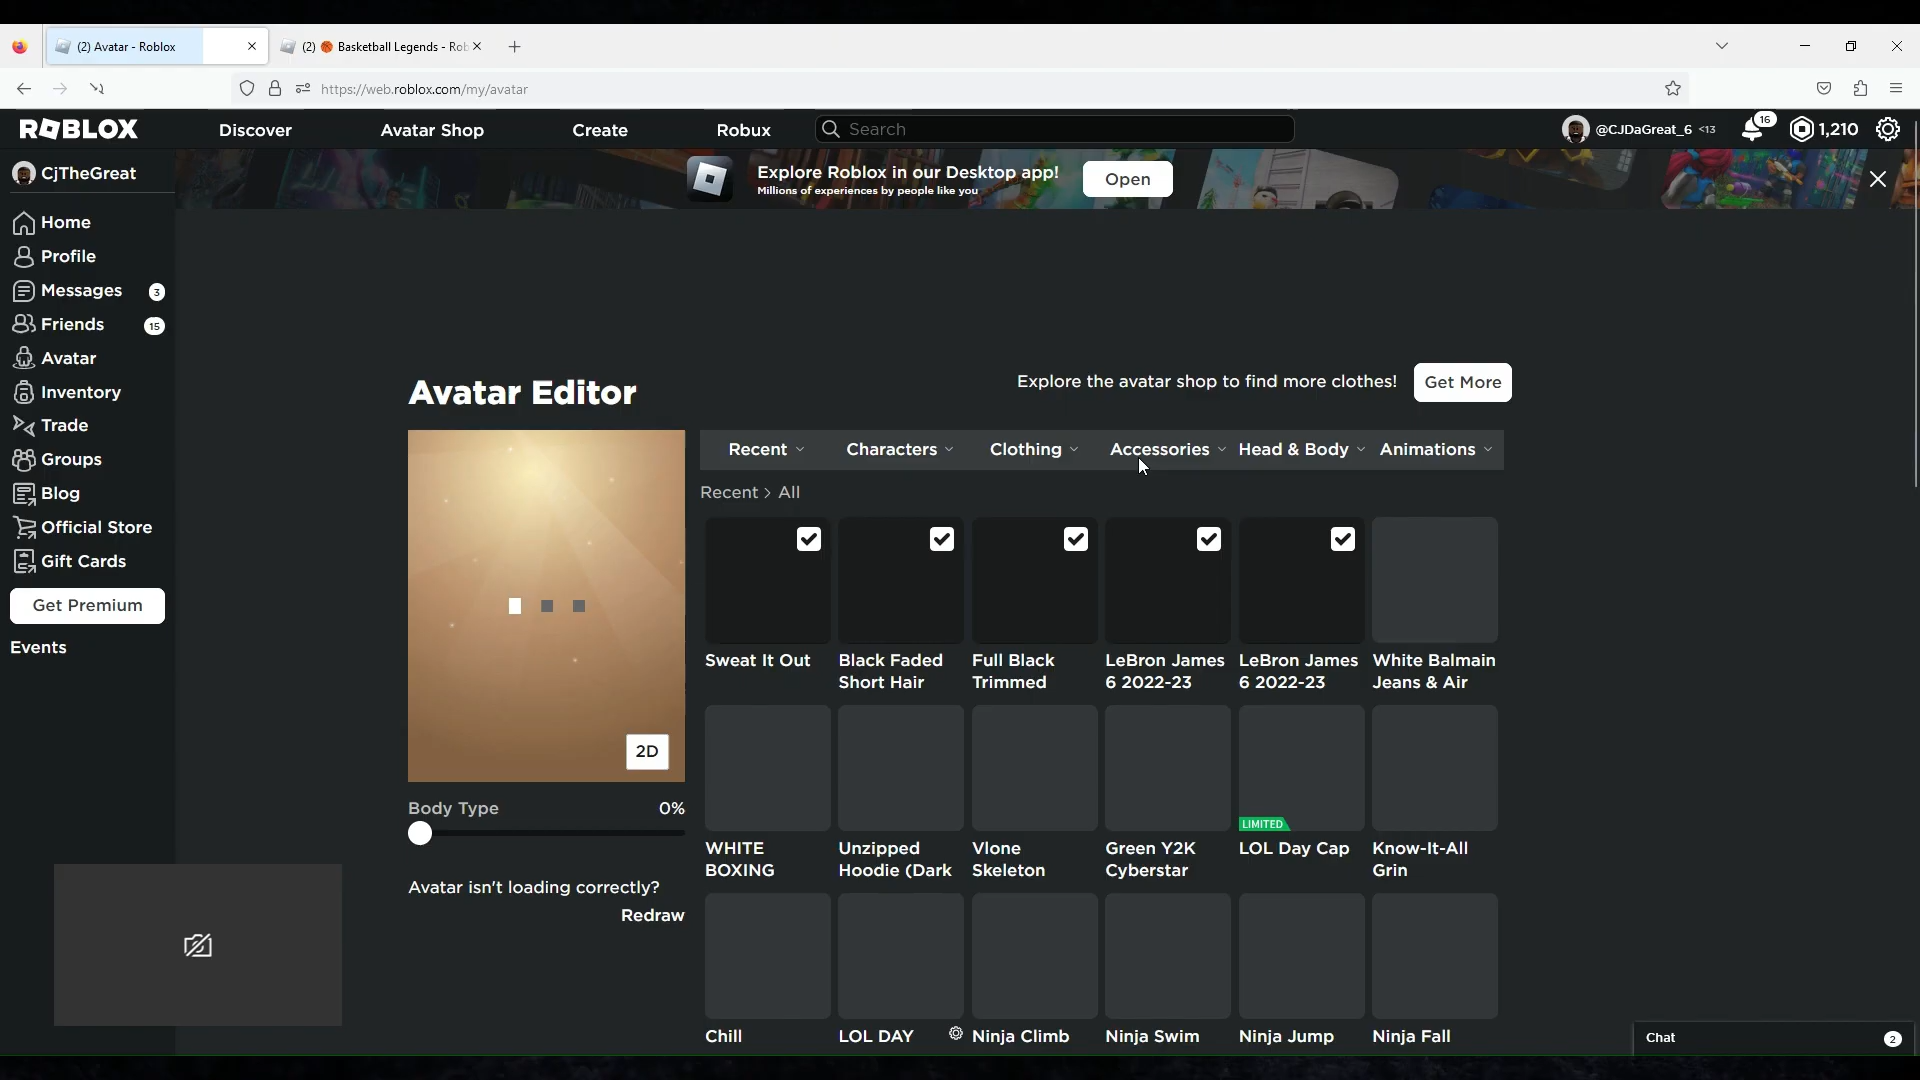 (2) Avatar - Roblox
(2) Basketball Legends - Rob
https://web.roblox.com/my/avatar
ROBLOX
Discover
Avatar Shop
Create
Robux
Search
@CJDaGreat_6 <13
16
1,210
CjTheGreat
Explore Roblox in our Desktop app!
Millions of experiences by people like you
Open
Home
Profile
Messages 3
Friends 15
Avatar
Inventory
Trade
Groups
Blog
Official Store
Gift Cards
Get Premium
Events
Avatar Editor
Explore the avatar shop to find more clothes!
Get More
2D
Body Type 0%
Avatar isn't loading correctly?
Redraw
Recent
Characters
Clothing
Accessories
Head & Body
Animations
Recent > All
Sweat It Out
Black Faded
Short Hair
Full Black
Trimmed
LeBron James
6 2022-23
LeBron James
6 2022-23
White Balmain
Jeans & Air
WHITE
BOXING
Unzipped
Hoodie (Dark
Vlone
Skeleton
Green Y2K
Cyberstar
LIMITED
LOL Day Cap
Know-It-All
Grin
Chill
LOL DAY
Ninja Climb
Ninja Swim
Ninja Jump
Ninja Fall
Chat 2